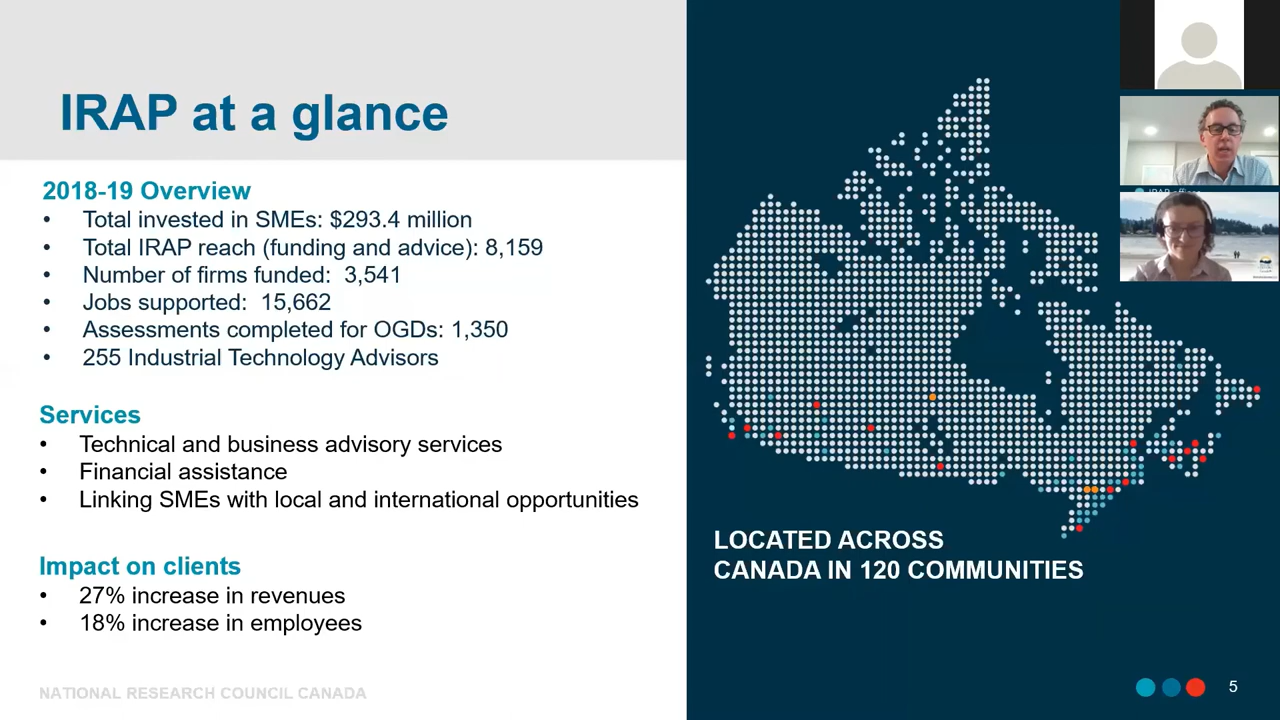 IRAP at a glance
2018-19 Overview
• Total invested in SMEs: $293.4 million
• Total IRAP reach (funding and advice): 8,159
• Number of firms funded: 3,541
• Jobs supported: 15,662
• Assessments completed for OGDs: 1,350
• 255 Industrial Technology Advisors
Services
• Technical and business advisory services
• Financial assistance
• Linking SMEs with local and international opportunities
Impact on clients
• 27% increase in revenues
• 18% increase in employees
NATIONAL RESEARCH COUNCIL CANADA
LOCATED ACROSS
CANADA IN 120 COMMUNITIES
5